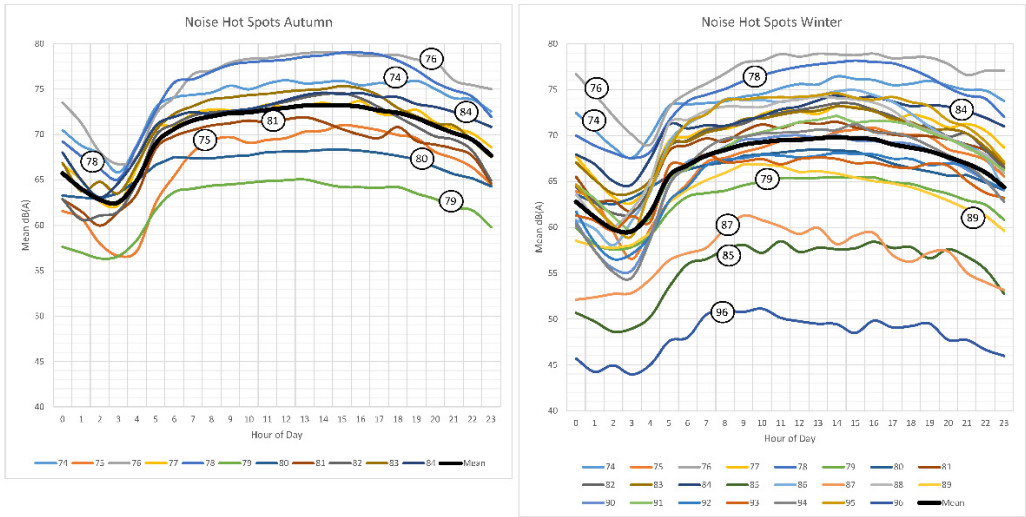 Noise Hot Spots Autumn
80
75
70
65
60
55
50
45
40
Mean dB(A)
76
74
84
81
75
80
78
79
0 1 2 3 4 5 6 7 8 9 10 11 12 13 14 15 16 17 18 19 20 21 22 23
Hour of Day
74 75 76 77 78 79 80 81 82 83 84 Mean
Noise Hot Spots Winter
80
75
70
65
60
55
50
45
40
Mean dB(A)
76
78
74
84
79
89
87
85
96
0 1 2 3 4 5 6 7 8 9 10 11 12 13 14 15 16 17 18 19 20 21 22 23
Hour of Day
74 75 76 77 78 79 80 81
82 83 84 85 86 87 88 89
90 91 92 93 94 95 96 Mean